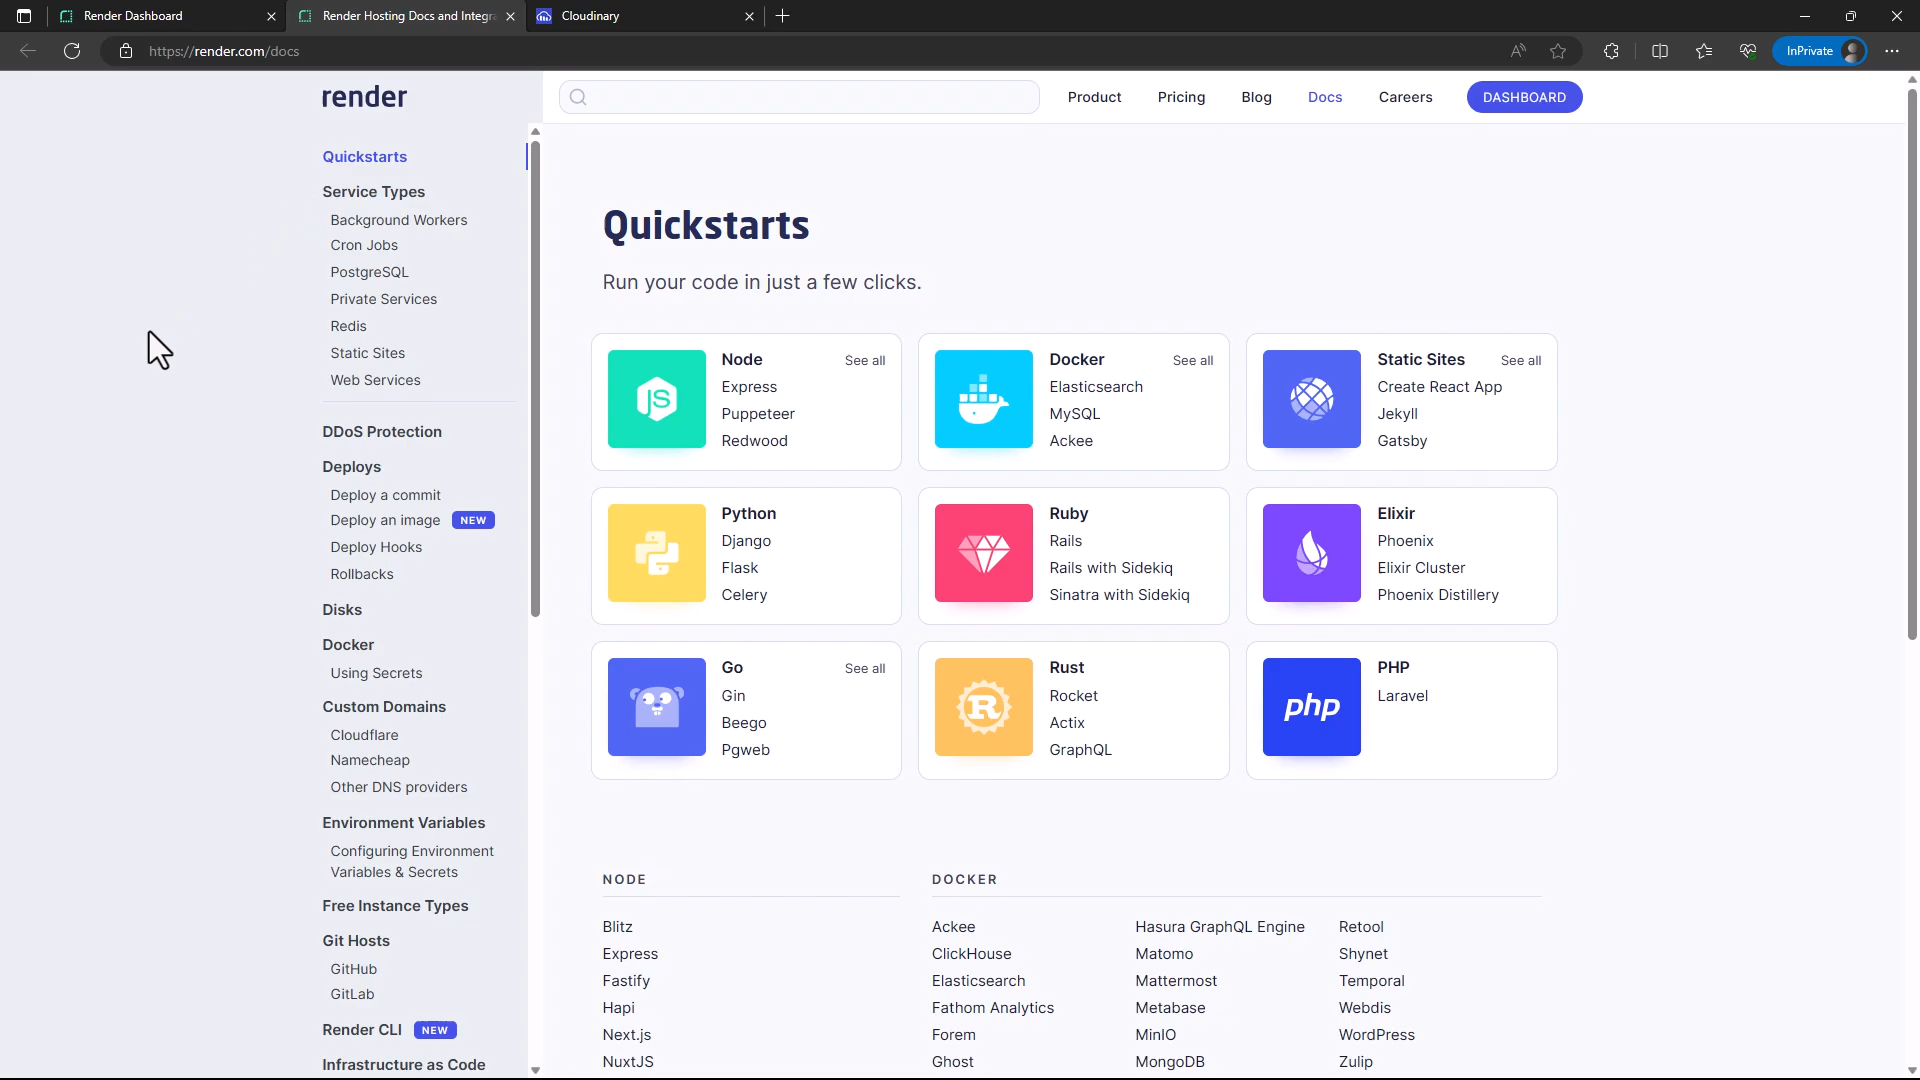 Render Dashboard
Render Hosting Docs and Integra
Cloudinary
https://render.com/docs
InPrivate
render
Product
Pricing
Blog
Docs
Careers
DASHBOARD
Quickstarts
Service Types
Background Workers
Cron Jobs
PostgreSQL
Private Services
Redis
Static Sites
Web Services
DDoS Protection
Deploys
Deploy a commit
Deploy an image NEW
Deploy Hooks
Rollbacks
Disks
Docker
Using Secrets
Custom Domains
Cloudflare
Namecheap
Other DNS providers
Environment Variables
Configuring Environment
Variables & Secrets
Free Instance Types
Git Hosts
GitHub
GitLab
Render CLI NEW
Infrastructure as Code
Quickstarts
Run your code in just a few clicks.
JS
Node See all
Express
Puppeteer
Redwood
Docker See all
Elasticsearch
MySQL
Ackee
Static Sites See all
Create React App
Jekyll
Gatsby
Python
Django
Flask
Celery
Ruby
Rails
Rails with Sidekiq
Sinatra with Sidekiq
Elixir
Phoenix
Elixir Cluster
Phoenix Distillery
Go See all
Gin
Beego
Pgweb
R
Rust
Rocket
Actix
GraphQL
php
PHP
Laravel
NODE
Blitz
Express
Fastify
Hapi
Next.js
NuxtJS
DOCKER
Ackee
ClickHouse
Elasticsearch
Fathom Analytics
Forem
Ghost
Hasura GraphQL Engine
Matomo
Mattermost
Metabase
MinIO
MongoDB
Retool
Shynet
Temporal
Webdis
WordPress
Zulip